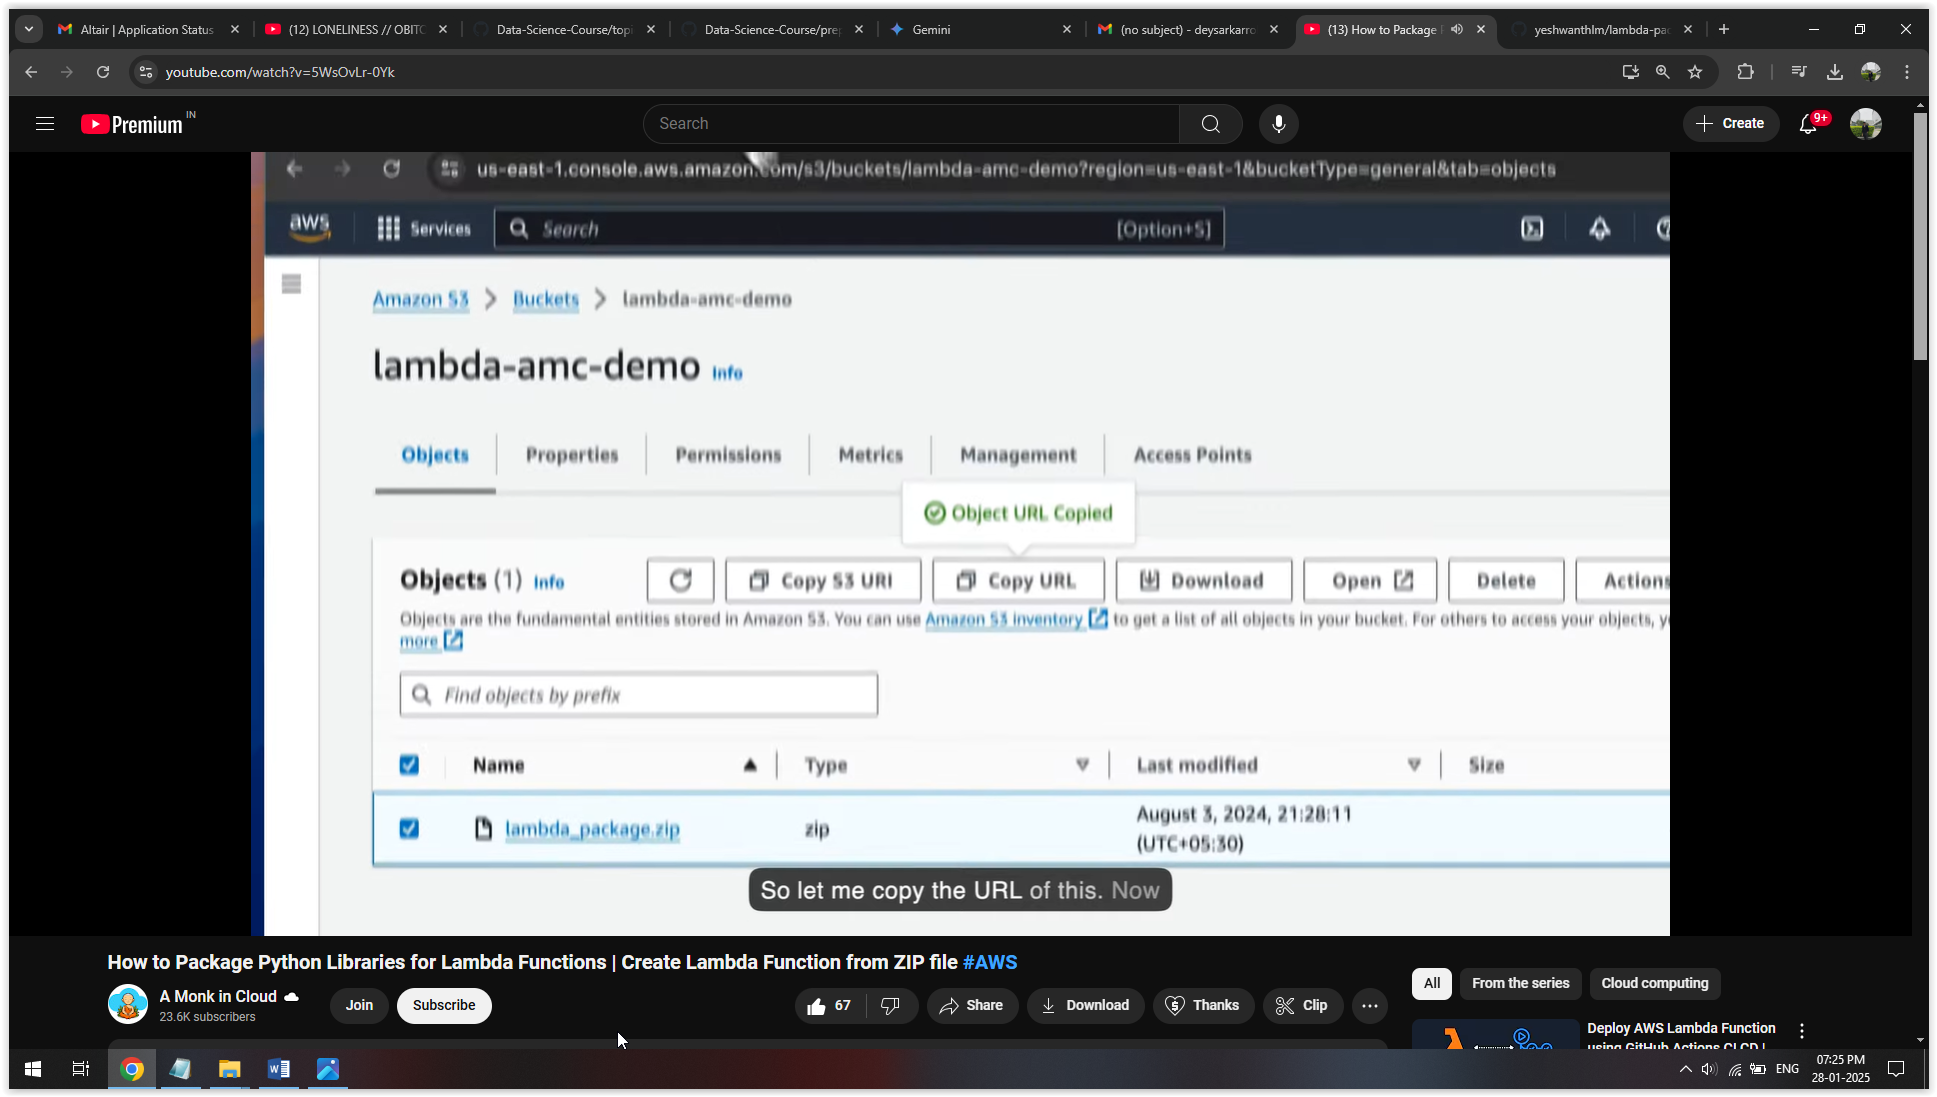 Altair | Application Status
(12) LONELINESS // OBITO
Data-Science-Course/topi
Data-Science-Course/prep
Gemini
(no subject) - deysarkarro
(13) How to Package P
yeshwanthlm/lambda-pac
youtube.com/watch?v=5WsOvLr-0Yk
Premium IN
Search
Create
9+
us-east-1.console.aws.amazon.com/s3/buckets/lambda-amc-demo?region=us-east-1&bucketType=general&tab=objects
aws
Services
Search
[Option+S]
Amazon S3 > Buckets > lambda-amc-demo
lambda-amc-demo Info
Objects
Properties
Permissions
Metrics
Management
Access Points
Object URL Copied
Objects (1) Info
Copy S3 URI
Copy URL
Download
Open
Delete
Actions
Objects are the fundamental entities stored in Amazon S3. You can use Amazon S3 inventory to get a list of all objects in your bucket. For others to access your objects,
more
Find objects by prefix
Name
Type
Last modified
Size
lambda_package.zip
zip
August 3, 2024, 21:28:11
(UTC+05:30)
So let me copy the URL of this. Now
How to Package Python Libraries for Lambda Functions | Create Lambda Function from ZIP file #AWS
A Monk in Cloud
23.6K subscribers
Join
Subscribe
67
Share
Download
Thanks
Clip
All
From the series
Cloud computing
Deploy AWS Lambda Function
using GitHub Actions CI CD |
ENG
07:25 PM
28-01-2025